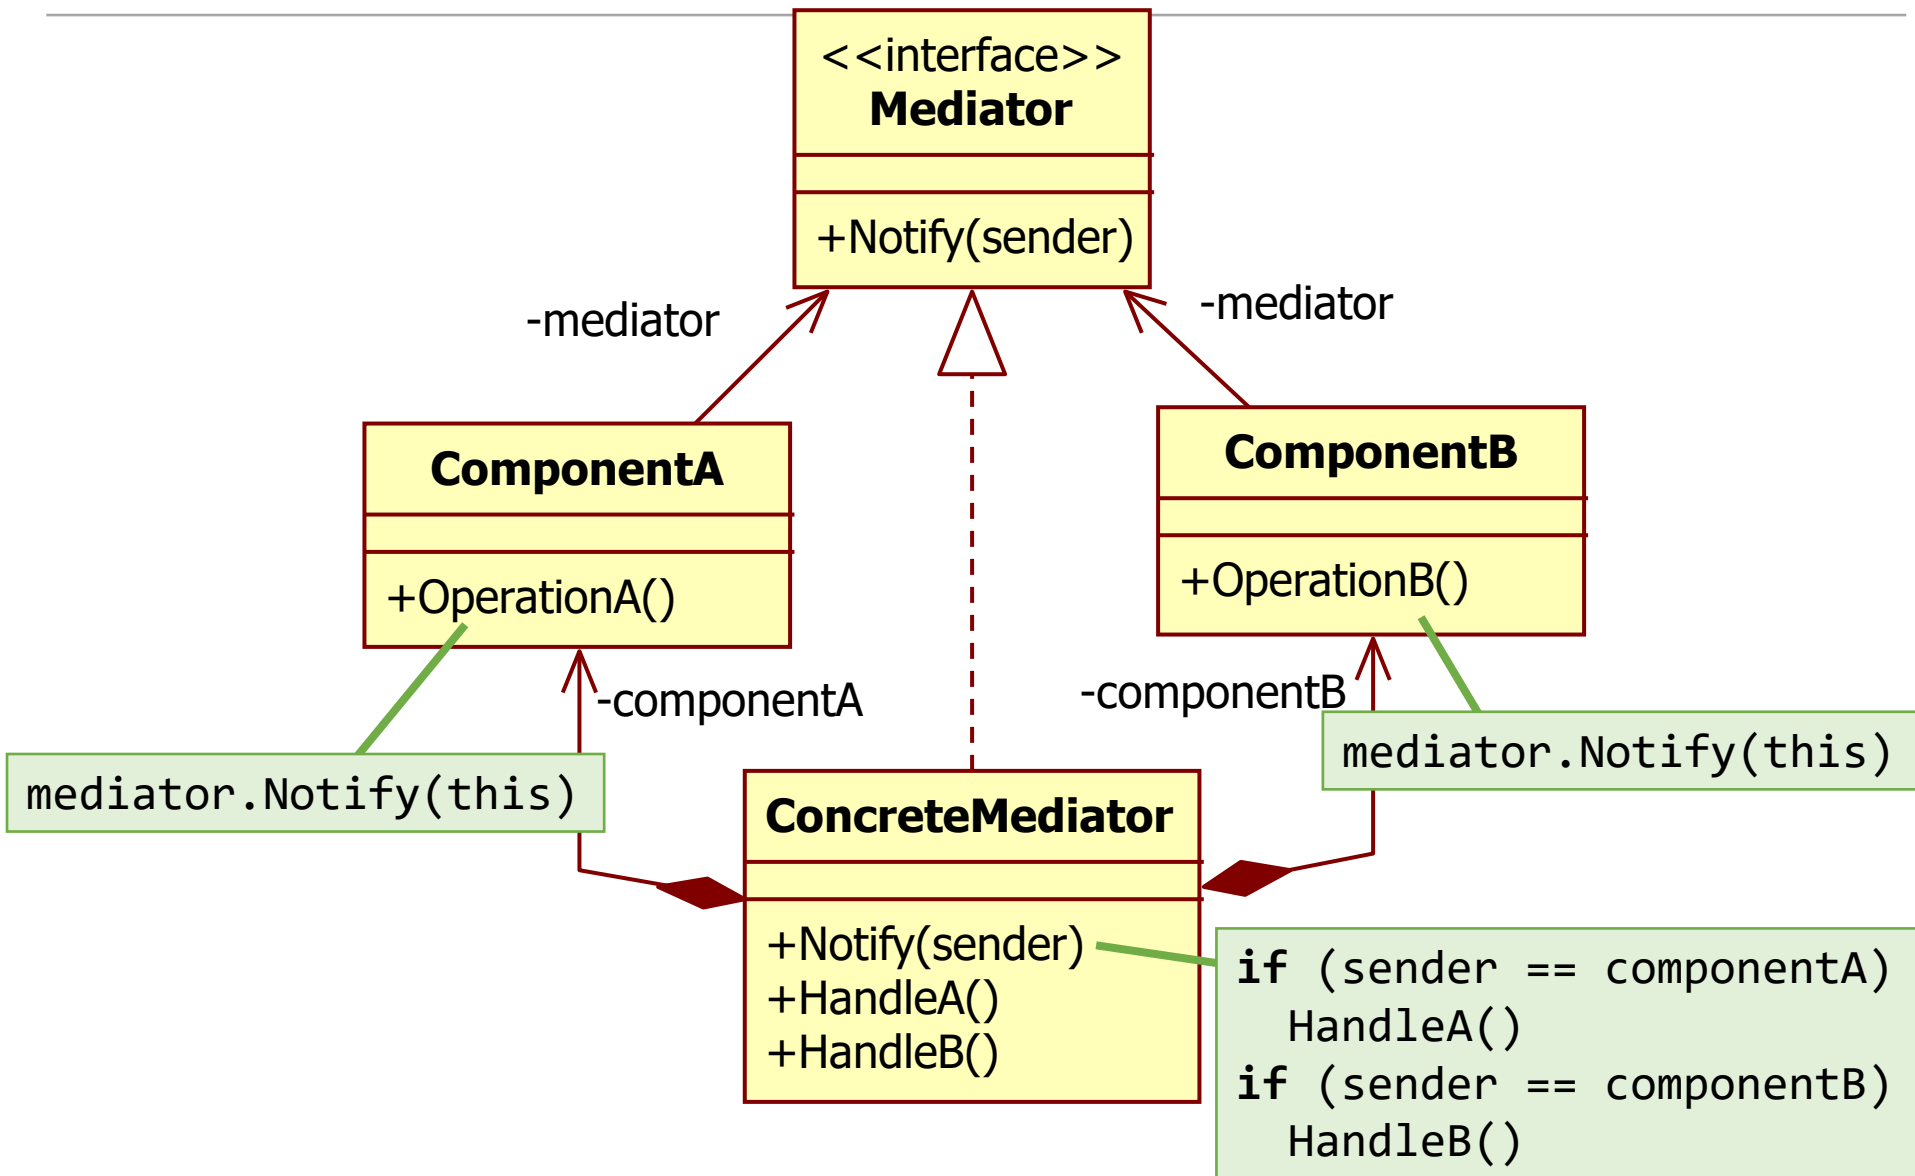 <<interface>>
Mediator
+Notify(sender)
-mediator
-mediator
ComponentA
+OperationA()
ComponentB
+OperationB()
-componentA
-componentB
mediator.Notify(this)
mediator.Notify(this)
ConcreteMediator
+Notify(sender)
+HandleA()
+HandleB()
if (sender == componentA)
HandleA()
if (sender == componentB)
HandleB()